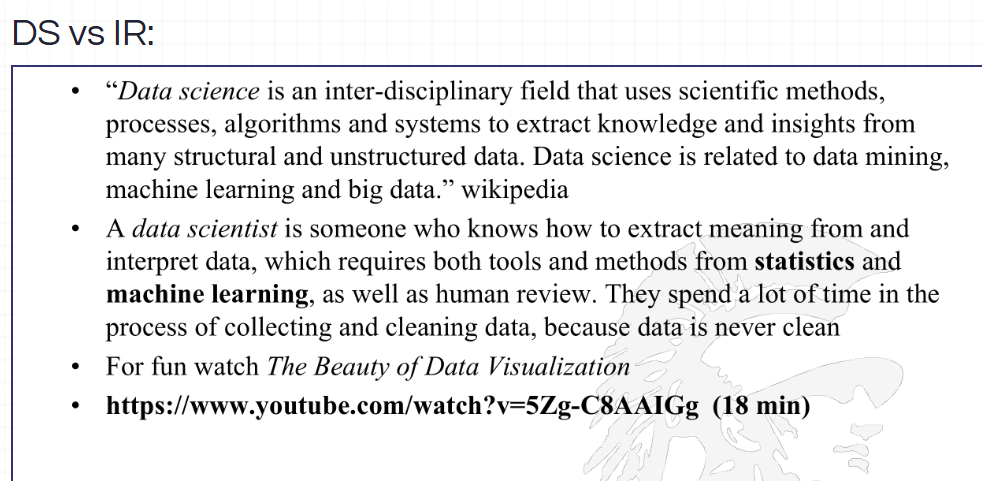 DS vs IR:
• “Data science is an inter-disciplinary field that uses scientific methods,
processes, algorithms and systems to extract knowledge and insights from
many structural and unstructured data. Data science is related to data mining,
machine learning and big data.” wikipedia
• A data scientist is someone who knows how to extract meaning from and
interpret data, which requires both tools and methods from statistics and
machine learning, as well as human review. They spend a lot of time in the
process of collecting and cleaning data, because data is never clean
• For fun watch The Beauty of Data Visualization
• https://www.youtube.com/watch?v=5Zg-C8AAIGg (18 min)